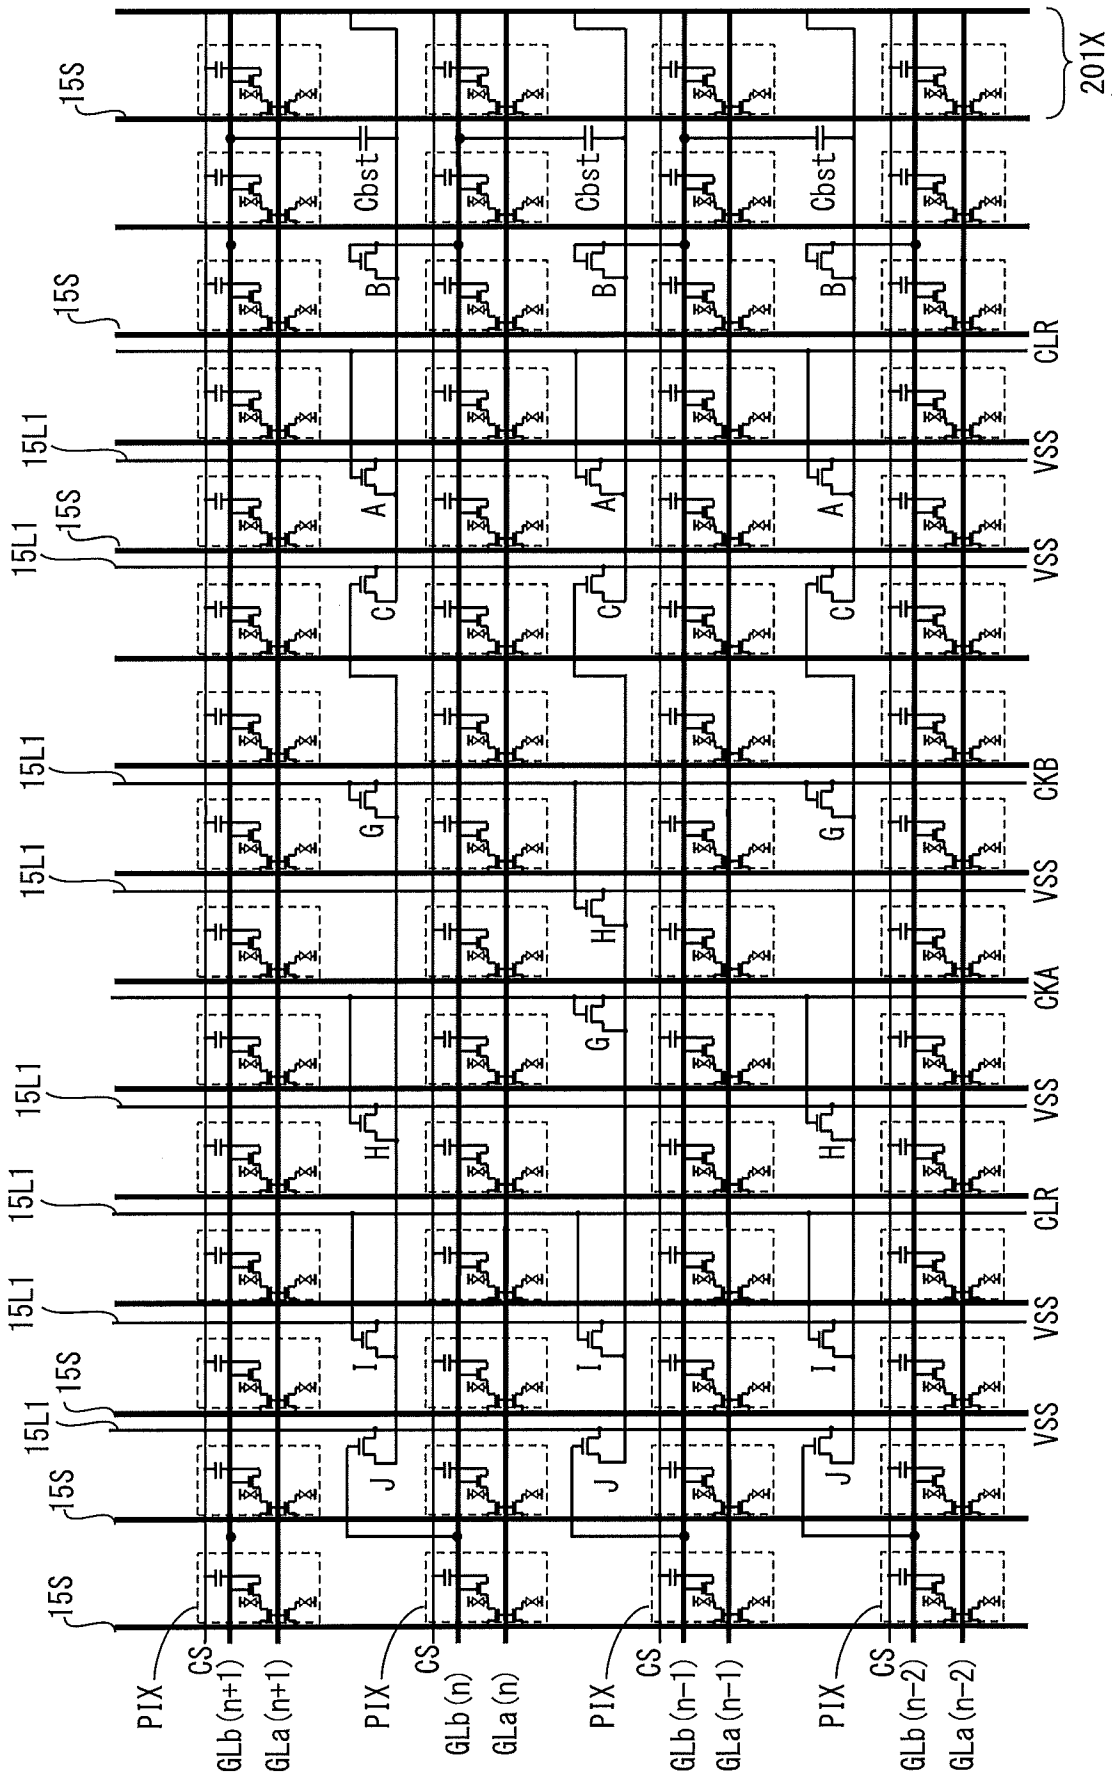 15S
15S
15L1
15S
15L1
15L1
15L1
15L1
15L1
15L1
15S
15L1
15S
15S
PIX
CS
GLb(n+1)
GLa(n+1)
J
I
H
G
C
A
B
Cbst
PIX
CS
GLb(n)
GLa(n)
J
I
G
H
C
A
B
Cbst
PIX
CS
GLb(n-1)
GLa(n-1)
J
I
H
G
C
A
B
Cbst
PIX
CS
GLb(n-2)
GLa(n-2)
VSS
VSS
CLR
VSS
CKA
VSS
CKB
VSS
VSS
CLR
201X